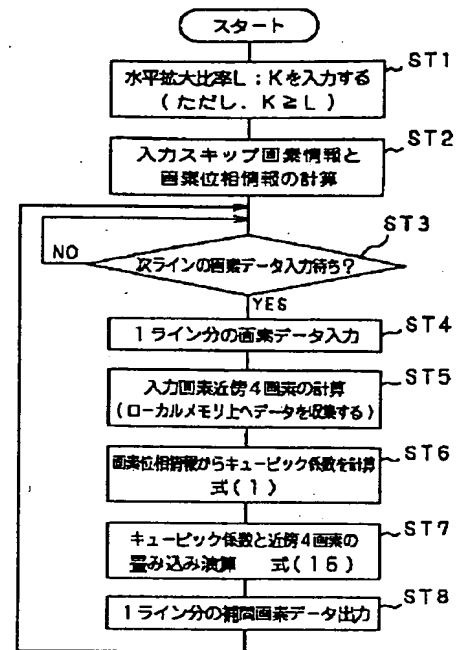 スタート
ST1
水平拡大比率L:Kを入力する
(ただし.K≧L)
ST2
入力スキップ画素情報と
画素位相情報の計算
ST3
NO
次ラインの画素データ入力待ち?
YES
ST4
1ライン分の画素データ入力
ST5
入力画素近傍4画素の計算
(ローカルメモリ上へデータを収集する)
ST6
画素位相情報からキュービック係数を計算
式(1)
ST7
キュービック係数と近傍4画素の
畳み込み演算 式(16)
ST8
1ライン分の補間画素データ出力